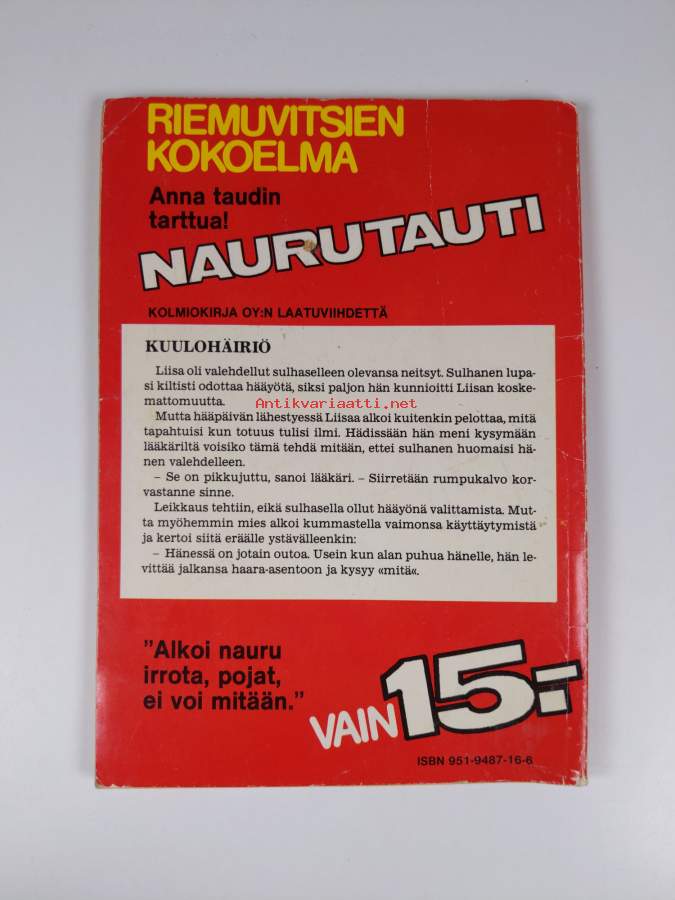 RIEMUVITSIEN
KOKOELMA
Anna taudin
tarttua!
NAURUTAUTI
KOLMIOKIRJA OY:N LAATUVIIHDETTÄ
KUULOHÄIRIÖ
Liisa oli valehdellut sulhaselleen olevansa neitsyt. Sulhanen lupa-
si kiltisti odottaa hääyötä, siksi paljon hän kunnioitti Liisan koske-
mattomuutta.
Antikvariaatti.net
Mutta hääpäivän lähestyessä Liisaa alkoi kuitenkin pelottaa, mitä
tapahtuisi kun totuus tulisi ilmi. Hädissään hän meni kysymään
lääkäriltä voisiko tämä tehdä mitään, ettei sulhanen huomaisi hä-
nen valehdelleen.
– Se on pikkujuttu, sanoi lääkäri. – Siirretään rumpukalvo kor-
vastanne sinne.
Leikkaus tehtiin, eikä sulhasella ollut hääyönä valittamista. Mut-
ta myöhemmin mies alkoi kummastella vaimonsa käyttäytymistä
ja kertoi siitä eräälle ystävälleenkin:
– Hänessä on jotain outoa. Usein kun alan puhua hänelle, hän le-
vittää jalkansa haara-asentoon ja kysyy «mitä«.
"Alkoi nauru
irrota, pojat,
ei voi mitään."
VAIN 15:-
ISBN 951-9487-16-6